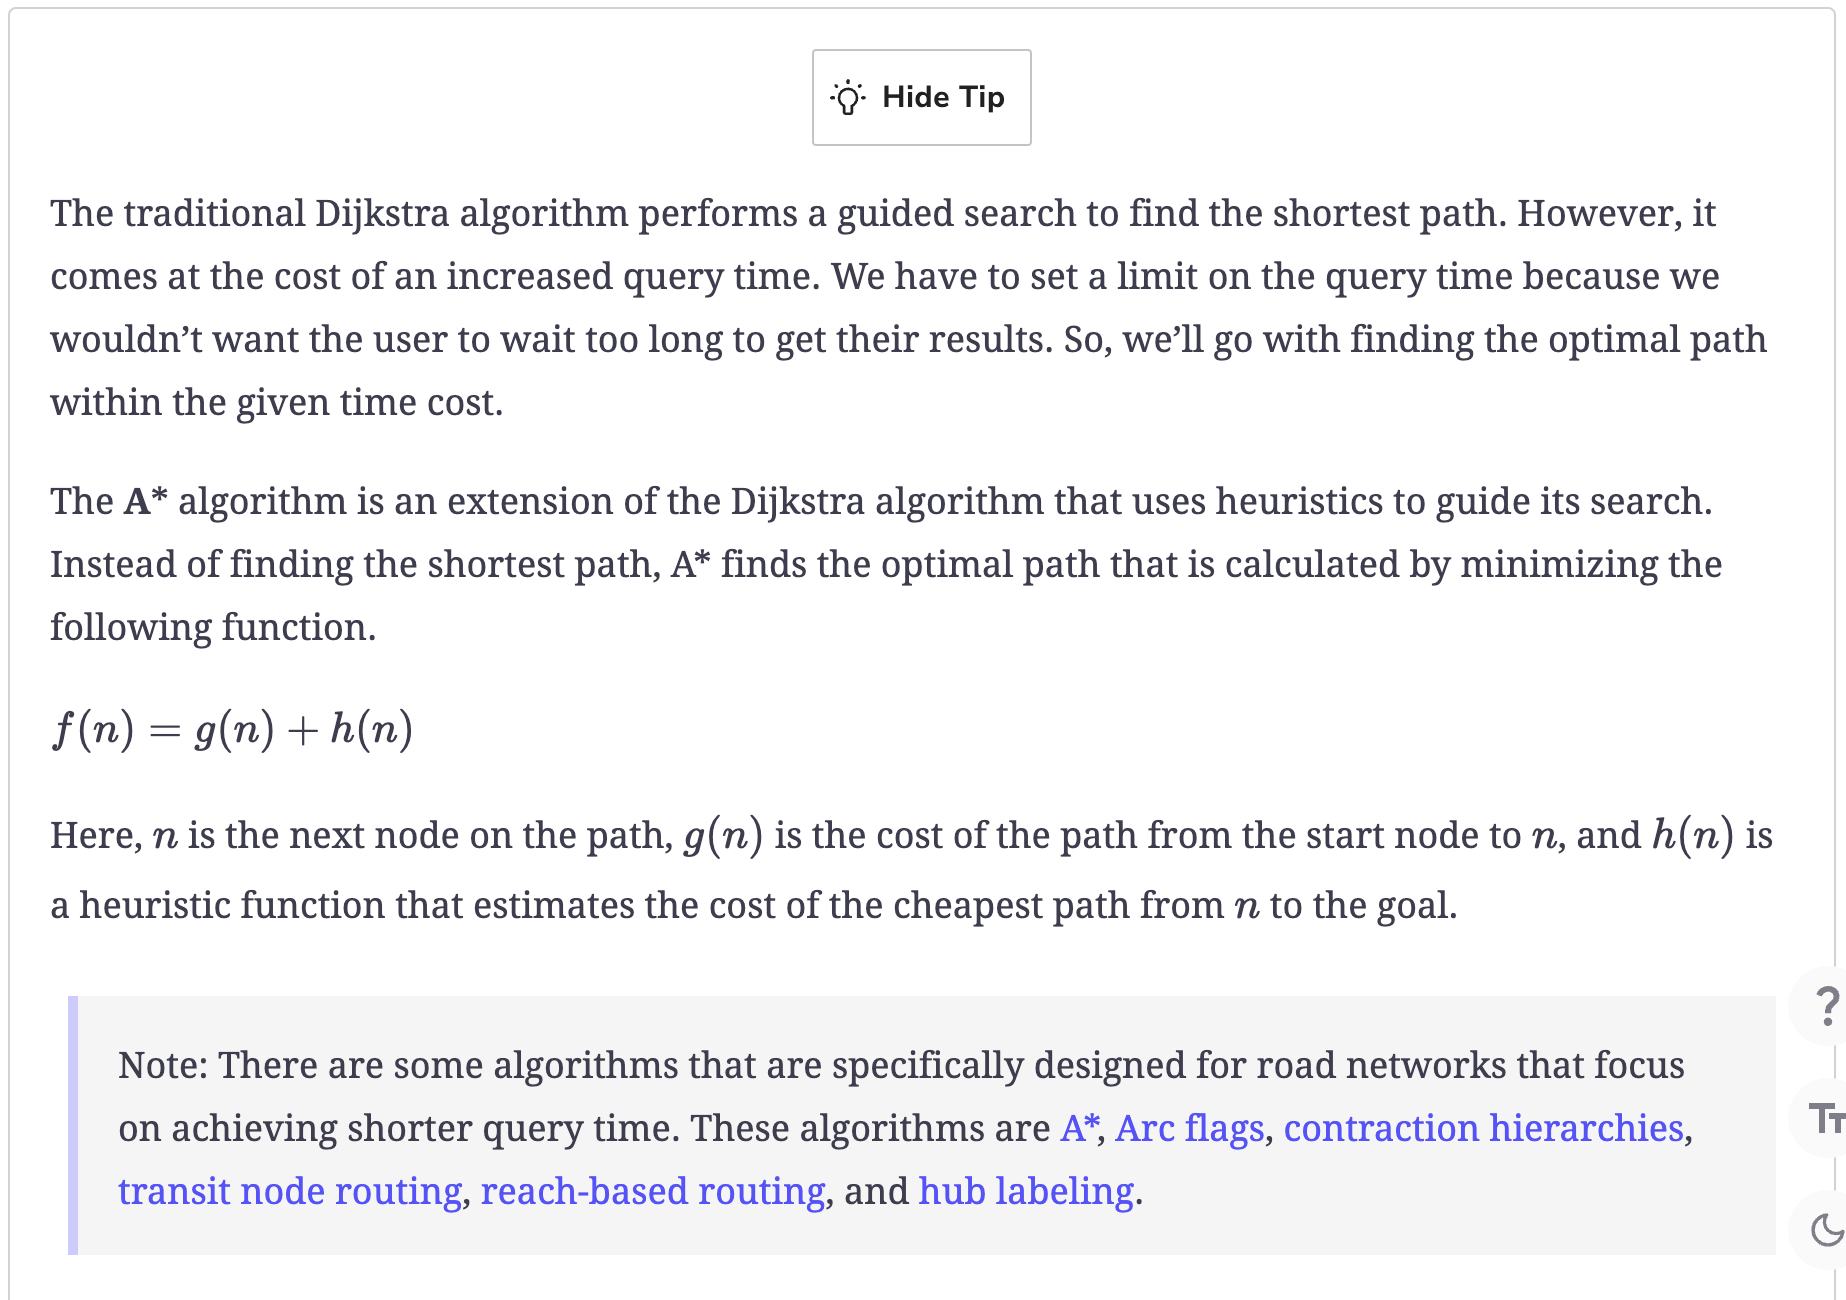 Hide Tip
The traditional Dijkstra algorithm performs a guided search to find the shortest path. However, it
comes at the cost of an increased query time. We have to set a limit on the query time because we
wouldn’t want the user to wait too long to get their results. So, we’ll go with finding the optimal path
within the given time cost.
The A* algorithm is an extension of the Dijkstra algorithm that uses heuristics to guide its search.
Instead of finding the shortest path, A* finds the optimal path that is calculated by minimizing the
following function.
f(n) = g(n) + h(n)
Here, n is the next node on the path, g(n) is the cost of the path from the start node to n, and h(n) is
a heuristic function that estimates the cost of the cheapest path from n to the goal.
Note: There are some algorithms that are specifically designed for road networks that focus
on achieving shorter query time. These algorithms are A*, Arc flags, contraction hierarchies,
transit node routing, reach-based routing, and hub labeling.
?
TT